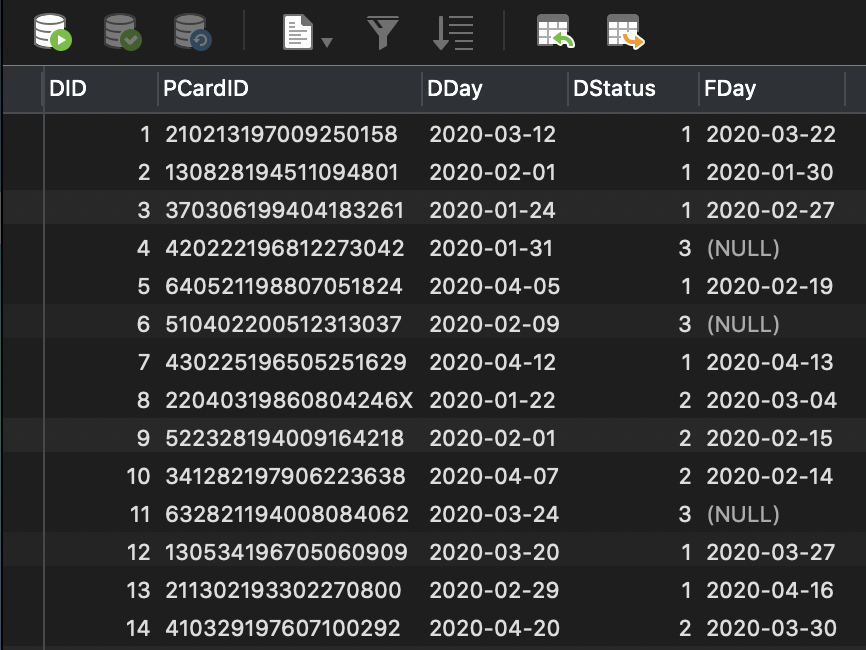 DID PCardID DDay DStatus FDay
1 210213197009250158 2020-03-12 1 2020-03-22
2 130828194511094801 2020-02-01 1 2020-01-30
3 370306199404183261 2020-01-24 1 2020-02-27
4 420222196812273042 2020-01-31 3 (NULL)
5 640521198807051824 2020-04-05 1 2020-02-19
6 510402200512313037 2020-02-09 3 (NULL)
7 430225196505251629 2020-04-12 1 2020-04-13
8 22040319860804246X 2020-01-22 2 2020-03-04
9 522328194009164218 2020-02-01 2 2020-02-15
10 341282197906223638 2020-04-07 2 2020-02-14
11 632821194008084062 2020-03-24 3 (NULL)
12 130534196705060909 2020-03-20 1 2020-03-27
13 211302193302270800 2020-02-29 1 2020-04-16
14 410329197607100292 2020-04-20 2 2020-03-30